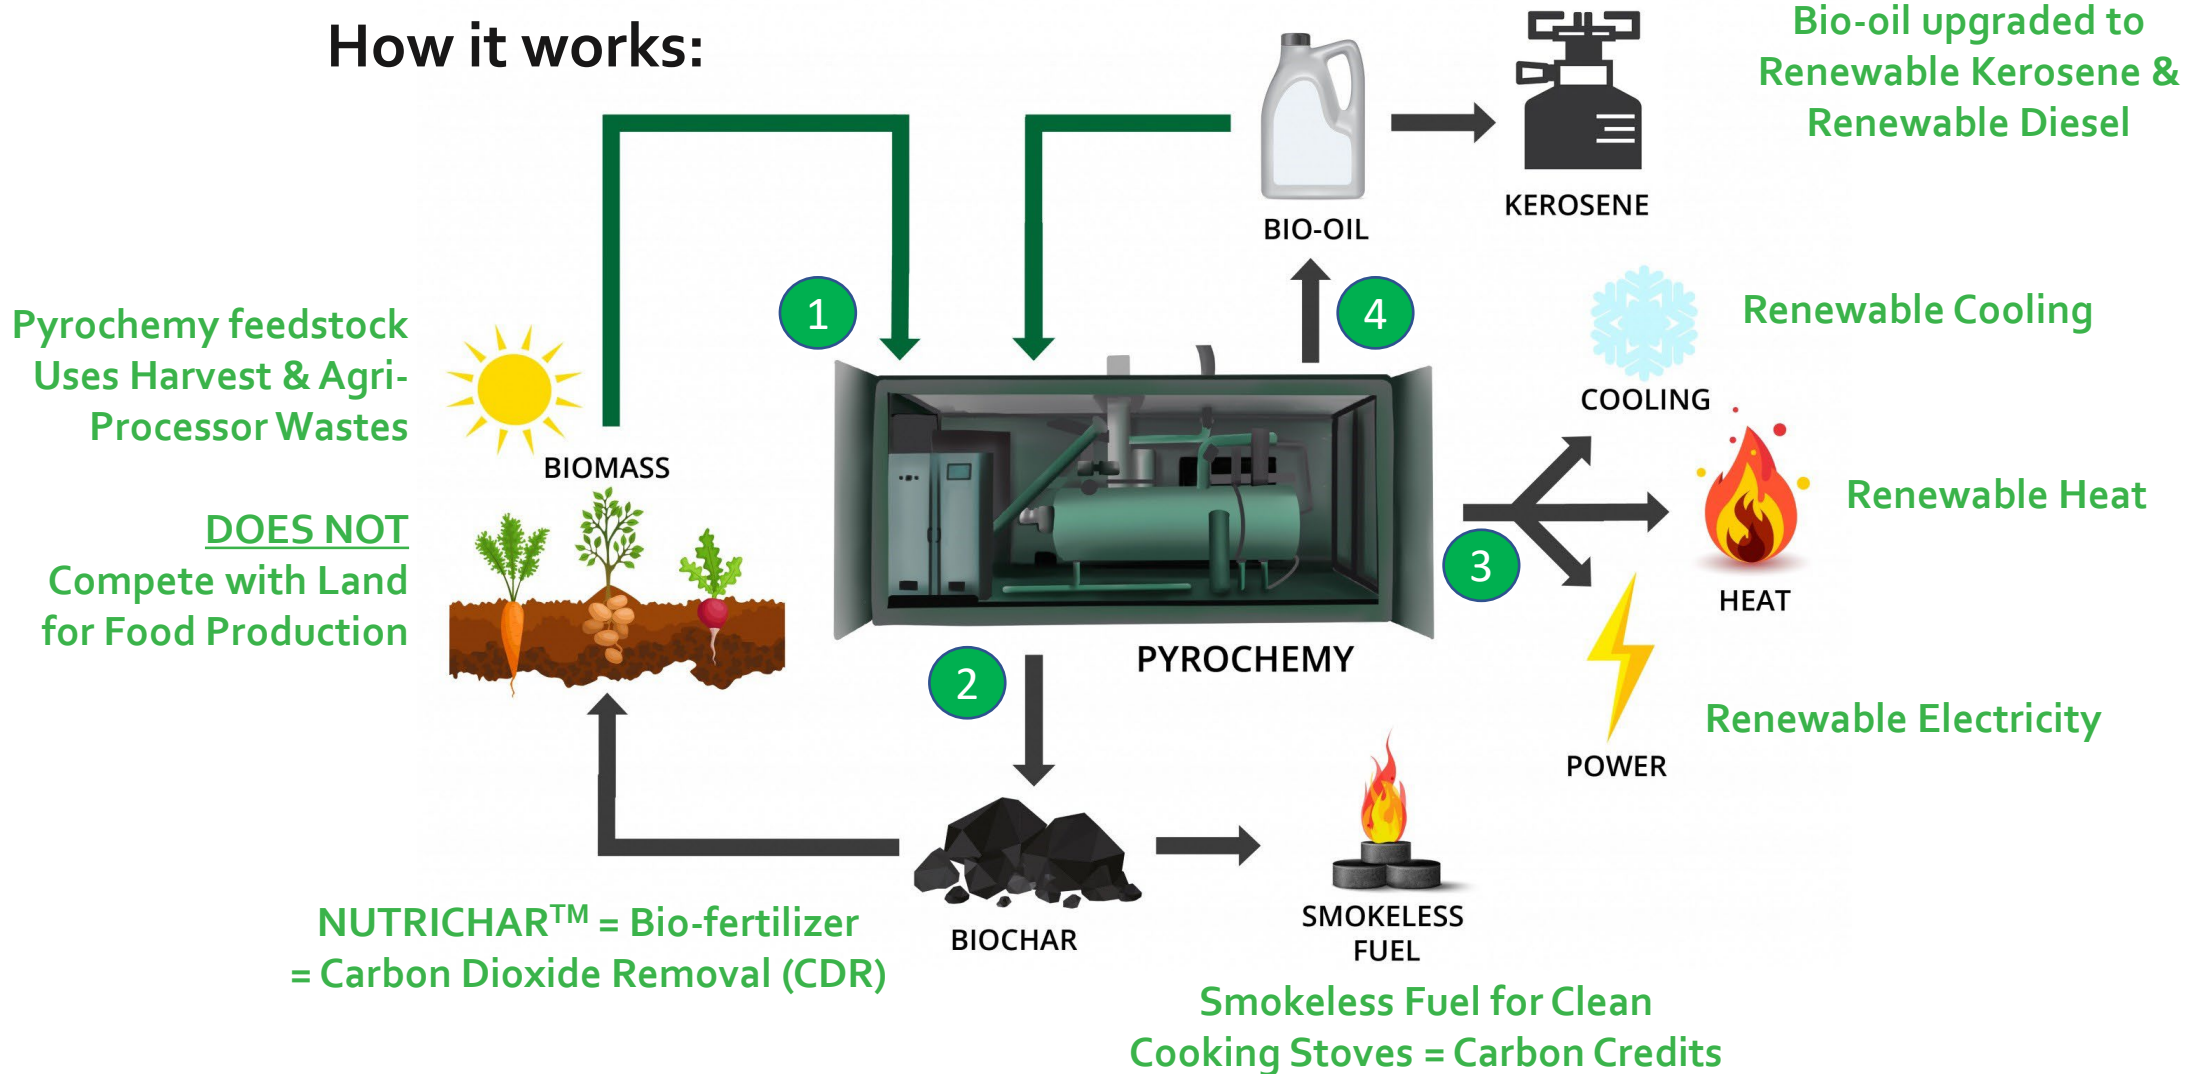 How it works:
Bio-oil upgraded to
Renewable Kerosene &
Renewable Diesel
KEROSENE
BIO-OIL
1
4
Pyrochemy feedstock
Uses Harvest & Agri-
Processor Wastes
BIOMASS
DOES NOT
Compete with Land
for Food Production
Renewable Cooling
COOLING
Renewable Heat
HEAT
3
Renewable Electricity
POWER
PYROCHEMY
2
BIOCHAR
NUTRICHAR™ = Bio-fertilizer
= Carbon Dioxide Removal (CDR)
SMOKELESS
FUEL
Smokeless Fuel for Clean
Cooking Stoves = Carbon Credits